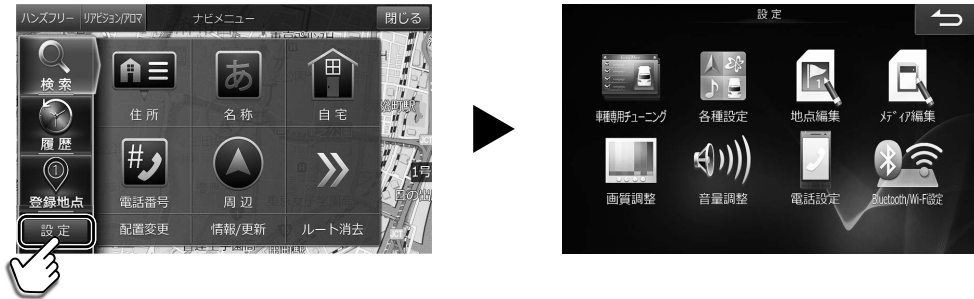 ハンズフリー リアビジョン/アロマ ナビメニュー 閉じる
検索
住所 名称 自宅
あ
履歴
#
1号
登録地点
電話番号 周辺
設定 配置変更 情報/更新 ルート消去
JCT
設定
車種専用チューニング 各種設定 地点編集 メディア編集
画質調整 音量調整 電話設定 Bluetooth/Wi-Fi設定